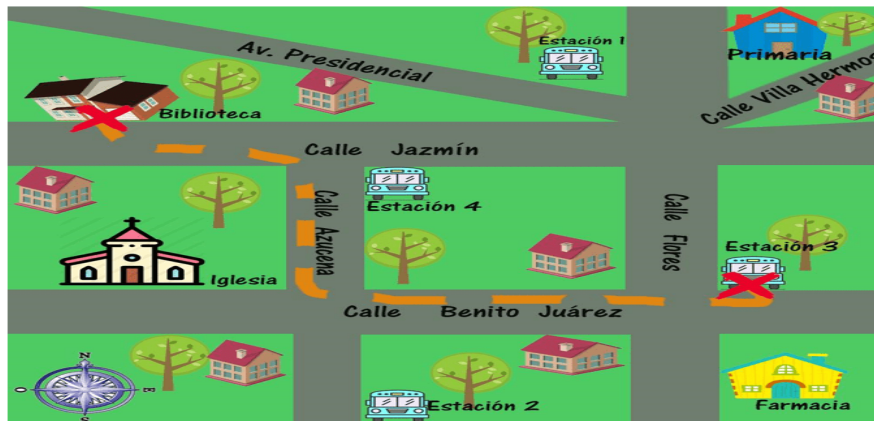 Estación 1
Av. Presidencial
Primaria
Calle Villa Hermos
Biblioteca
Calle Jazmín
Calle Azucena
Estación 4
Calle Flores
Estación 3
Iglesia
Calle Benito Juárez
N
O
E
S
Estación 2
Farmacia